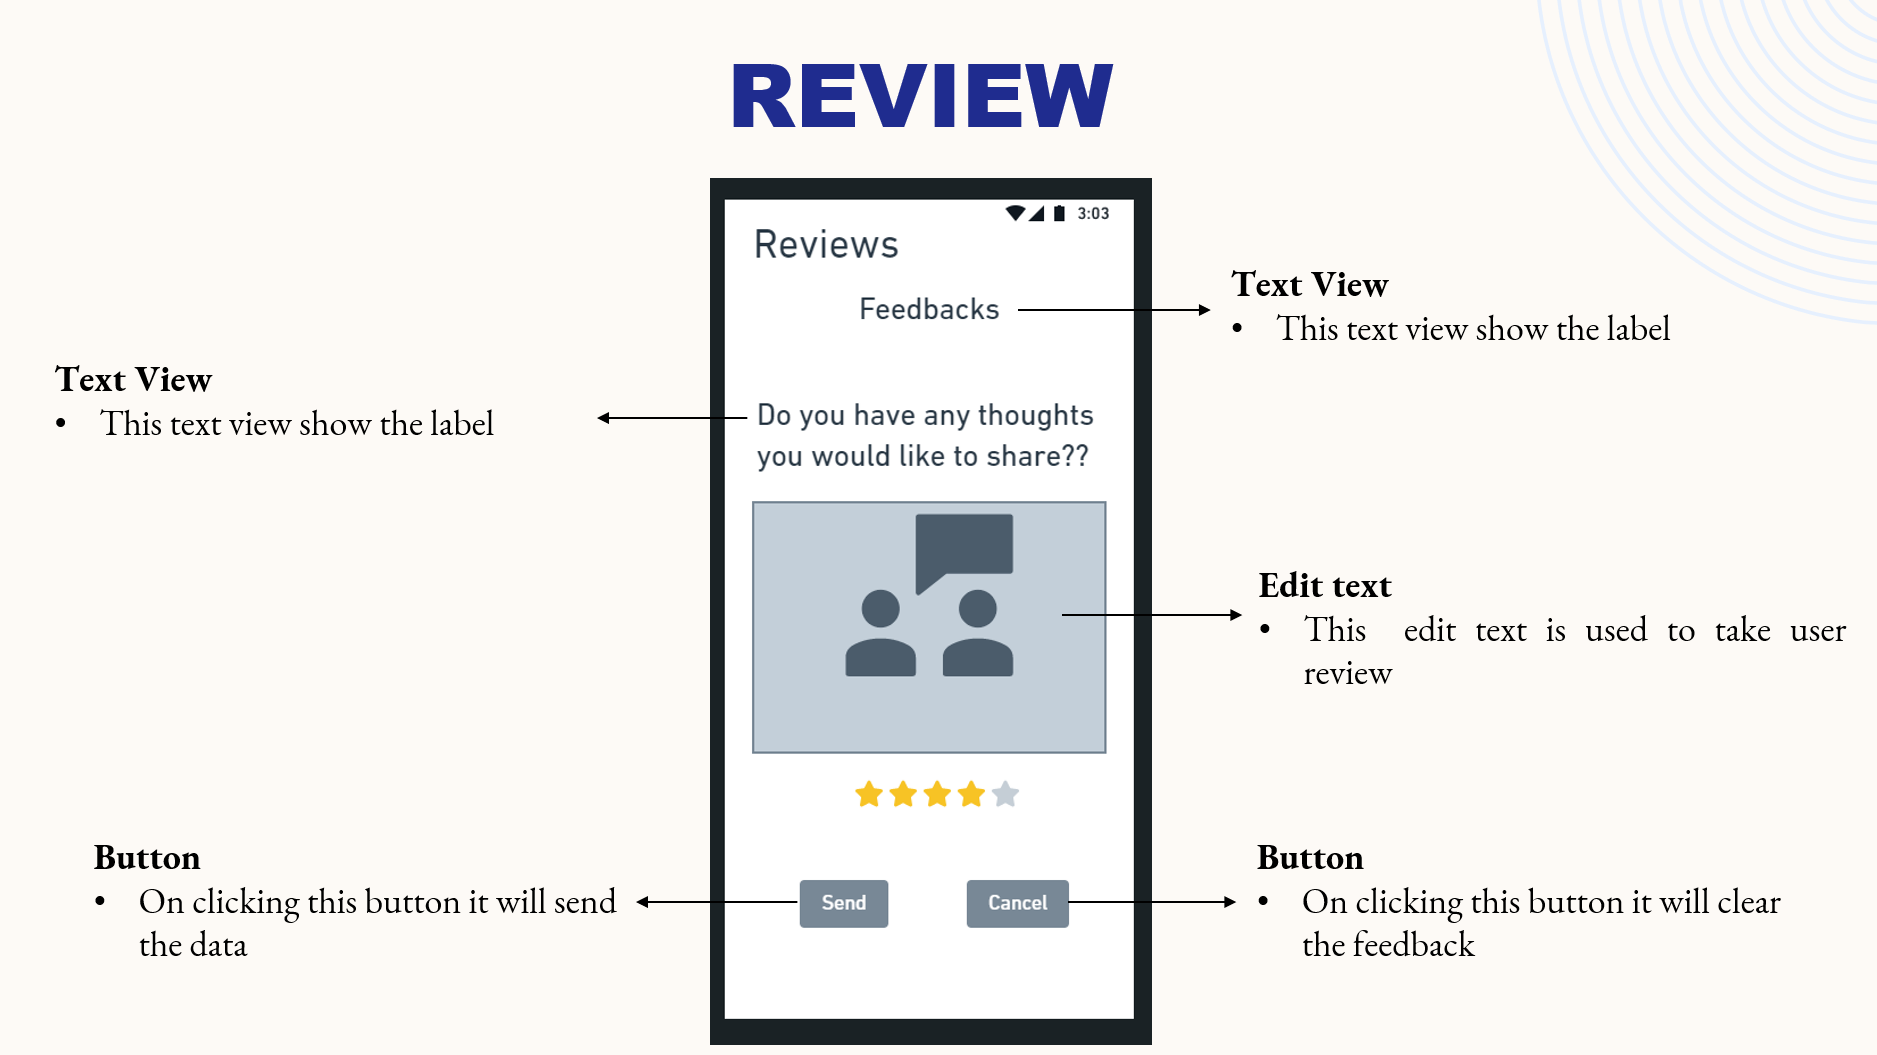 REVIEW
3:03
Reviews
Feedbacks
Text View
• This text view show the label
Text View
• This text view show the label
Do you have any thoughts
you would like to share??
Edit text
• This edit text is used to take user
review
Button
• On clicking this button it will send
the data
Send
Cancel
Button
• On clicking this button it will clear
the feedback